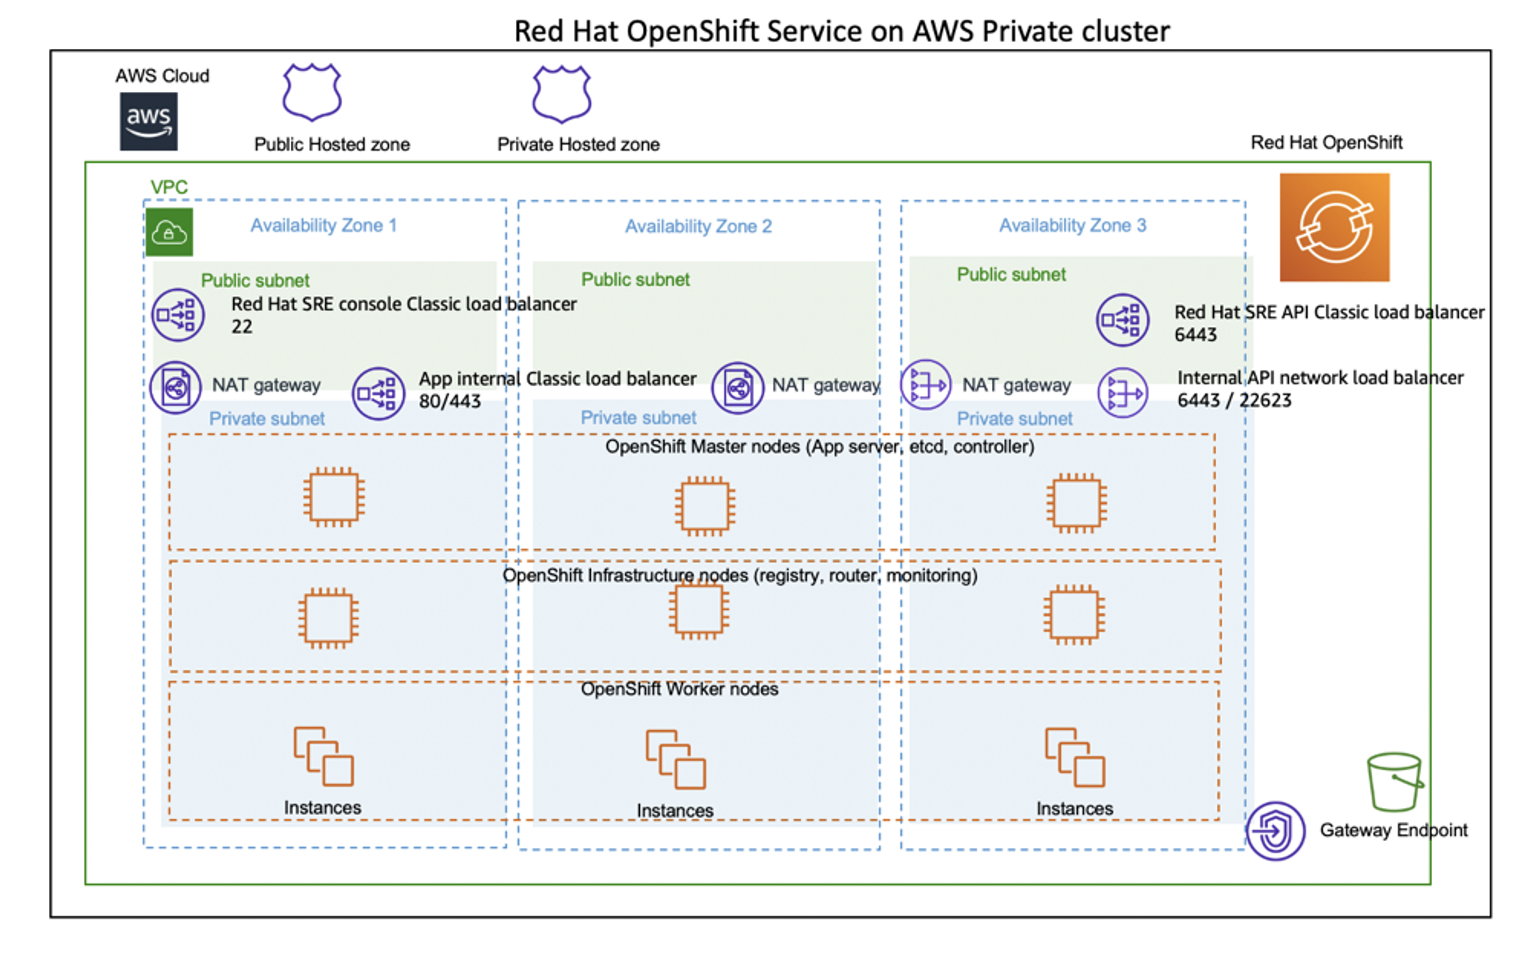 Red Hat OpenShift Service on AWS Private cluster
AWS Cloud
aws
Public Hosted zone
Private Hosted zone
Red Hat OpenShift
VPC
Availability Zone 1
Availability Zone 2
Availability Zone 3
Public subnet
Public subnet
Public subnet
Red Hat SRE console Classic load balancer
22
Red Hat SRE API Classic load balancer
6443
NAT gateway
App internal Classic load balancer
80/443
NAT gateway
NAT gateway
Internal API network load balancer
6443 / 22623
Private subnet
Private subnet
Private subnet
OpenShift Master nodes (App server, etcd, controller)
OpenShift Infrastructure nodes (registry, router, monitoring)
OpenShift Worker nodes
Instances
Instances
Instances
Gateway Endpoint